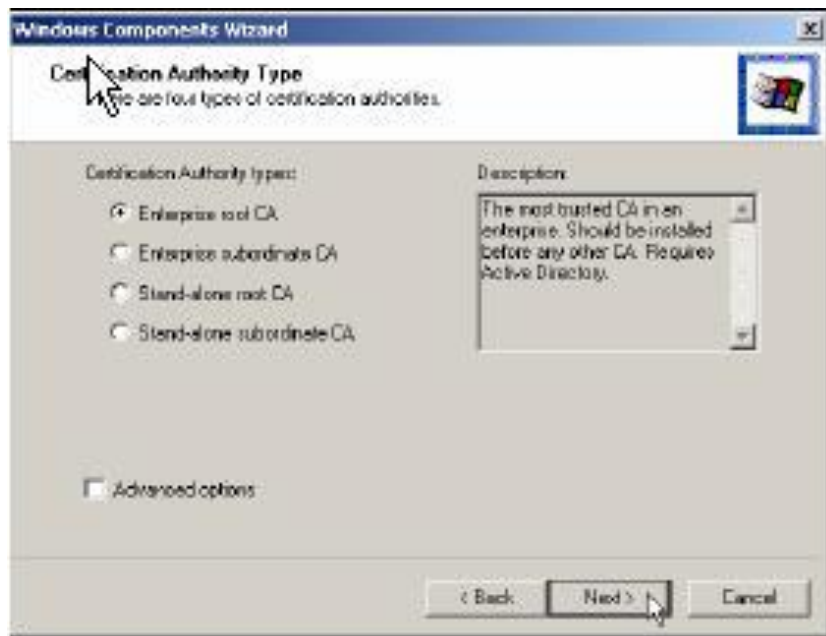 Windows Components Wizard
Certification Authority Type
There are four types of certification authorities.
Certification Authority types:
Enterprise root CA
Enterprise subordinate CA
Stand-alone root CA
Stand-alone subordinate CA
Description:
The most trusted CA in an
enterprise. Should be installed
before any other CA. Requires
Active Directory.
Advanced options
< Back
Next >
Cancel